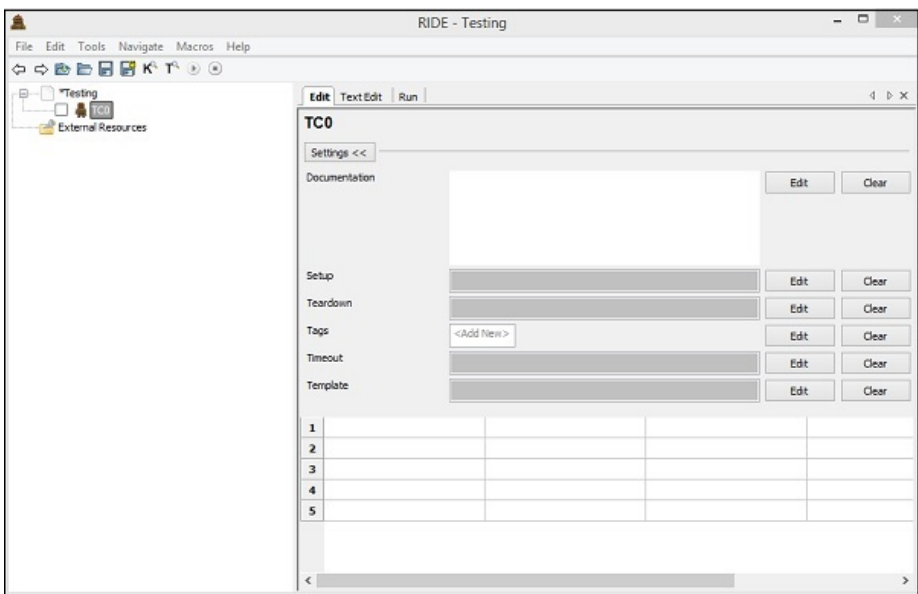 RIDE - Testing
File Edit Tools Navigate Macros Help
*Testing
TC0
External Resources
Edit Text Edit Run
TC0
Settings <<
Documentation Edit Clear
Setup Edit Clear
Teardown Edit Clear
Tags <Add New> Edit Clear
Timeout Edit Clear
Template Edit Clear
1
2
3
4
5